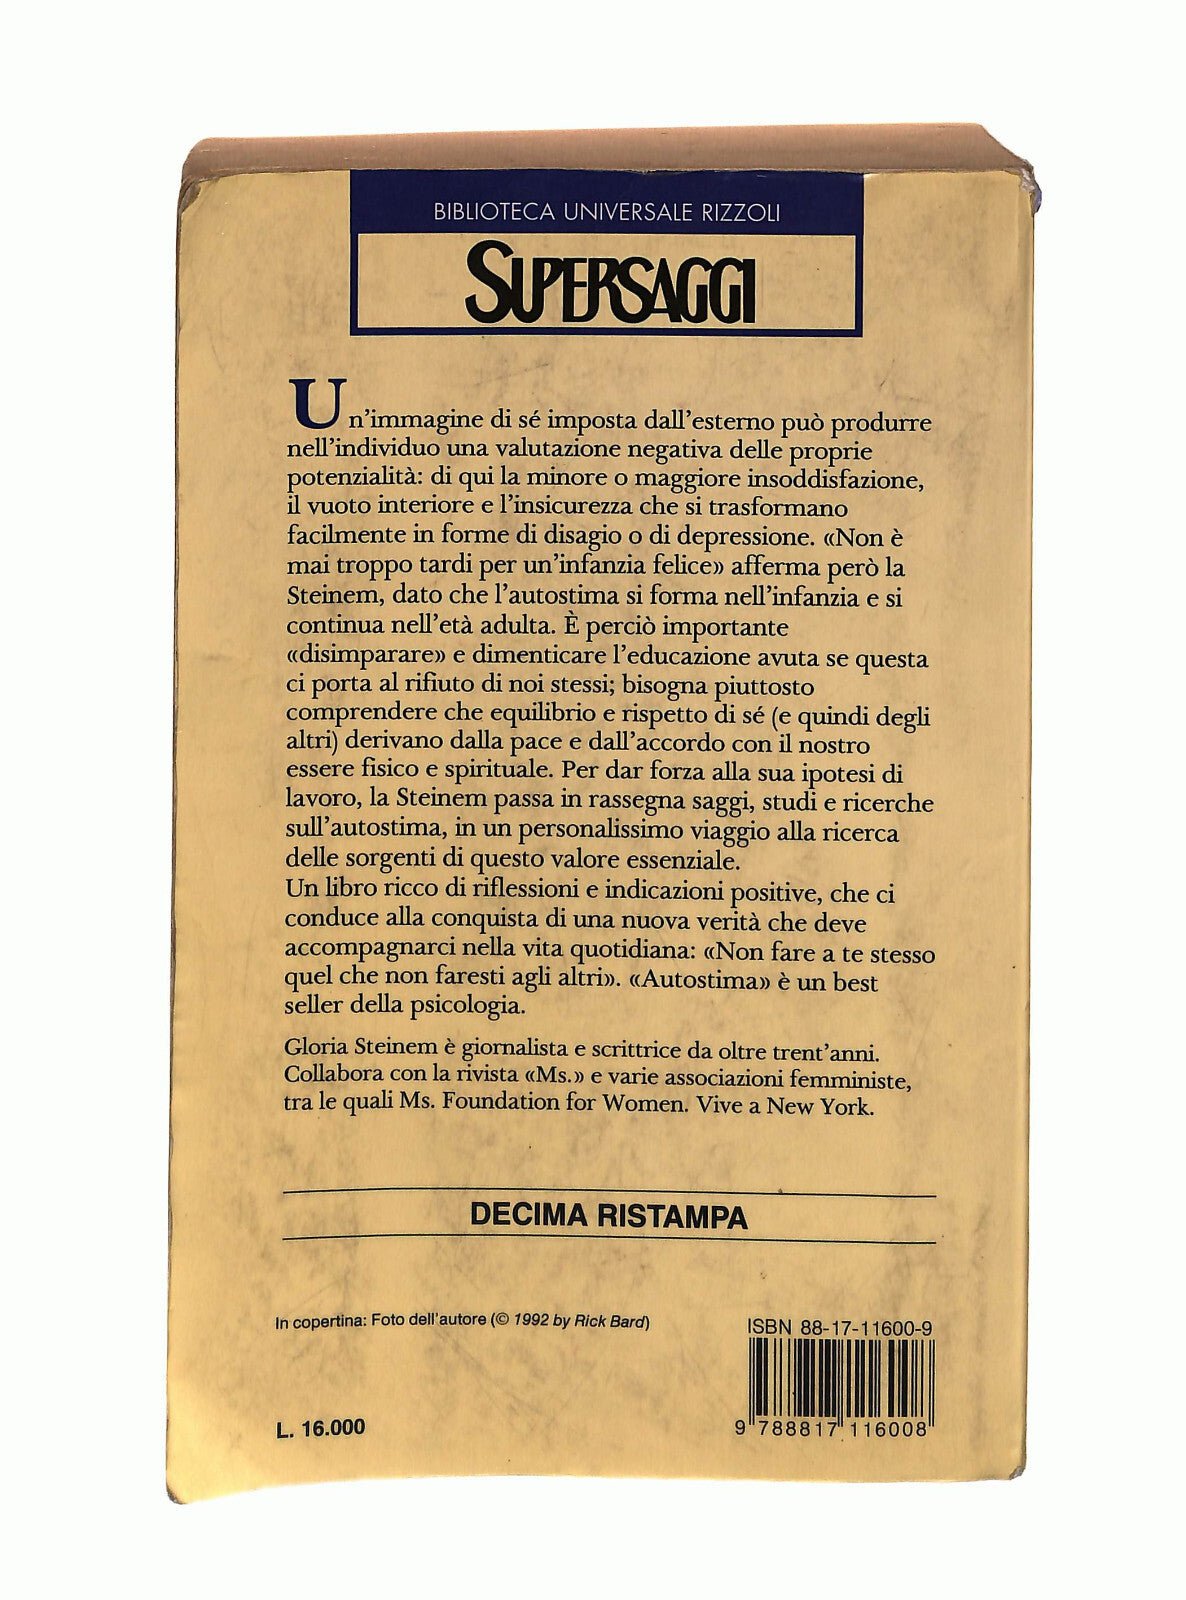 BIBLIOTECA UNIVERSALE RIZZOLI
SUPERSAGGI
Un'immagine di sé imposta dall'esterno può produrre
nell'individuo una valutazione negativa delle proprie
potenzialità: di qui la minore o maggiore insoddisfazione,
il vuoto interiore e l'insicurezza che si trasformano
facilmente in forme di disagio o di depressione. «Non è
mai troppo tardi per un'infanzia felice» afferma però la
Steinem, dato che l'autostima si forma nell'infanzia e si
continua nell'età adulta. È perciò importante
«disimparare» e dimenticare l'educazione avuta se questa
ci porta al rifiuto di noi stessi; bisogna piuttosto
comprendere che equilibrio e rispetto di sé (e quindi degli
altri) derivano dalla pace e dall'accordo con il nostro
essere fisico e spirituale. Per dar forza alla sua ipotesi di
lavoro, la Steinem passa in rassegna saggi, studi e ricerche
sull'autostima, in un personalissimo viaggio alla ricerca
delle sorgenti di questo valore essenziale.
Un libro ricco di riflessioni e indicazioni positive, che ci
conduce alla conquista di una nuova verità che deve
accompagnarci nella vita quotidiana: «Non fare a te stesso
quel che non faresti agli altri». «Autostima» è un best
seller della psicologia.
Gloria Steinem è giornalista e scrittrice da oltre trent'anni.
Collabora con la rivista «Ms.» e varie associazioni femministe,
tra le quali Ms. Foundation for Women. Vive a New York.
DECIMA RISTAMPA
In copertina: Foto dell'autore (© 1992 by Rick Bard)
ISBN 88-17-11600-9
L. 16.000
9 788817 116008